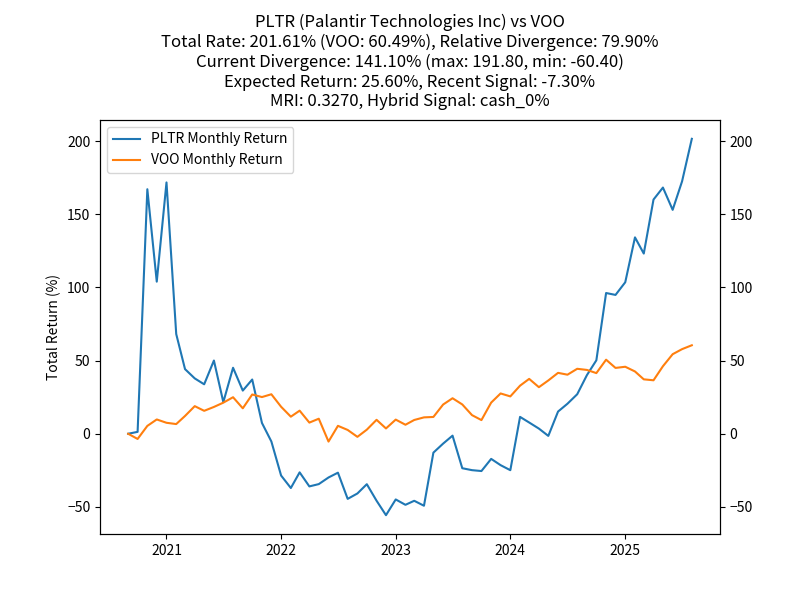 PLTR (Palantir Technologies Inc) vs VOO
Total Rate: 201.61% (VOO: 60.49%), Relative Divergence: 79.90%
Current Divergence: 141.10% (max: 191.80, min: -60.40)
Expected Return: 25.60%, Recent Signal: -7.30%
MRI: 0.3270, Hybrid Signal: cash_0%
PLTR Monthly Return
VOO Monthly Return
Total Return (%)
200
150
100
50
0
−50
200
150
100
50
0
−50
2021
2022
2023
2024
2025